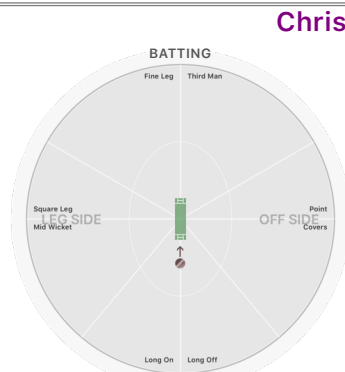 Chris
BATTING
Fine Leg Third Man
Square Leg Point
LEG SIDE OFF SIDE
Mid Wicket Covers
Long On Long Off